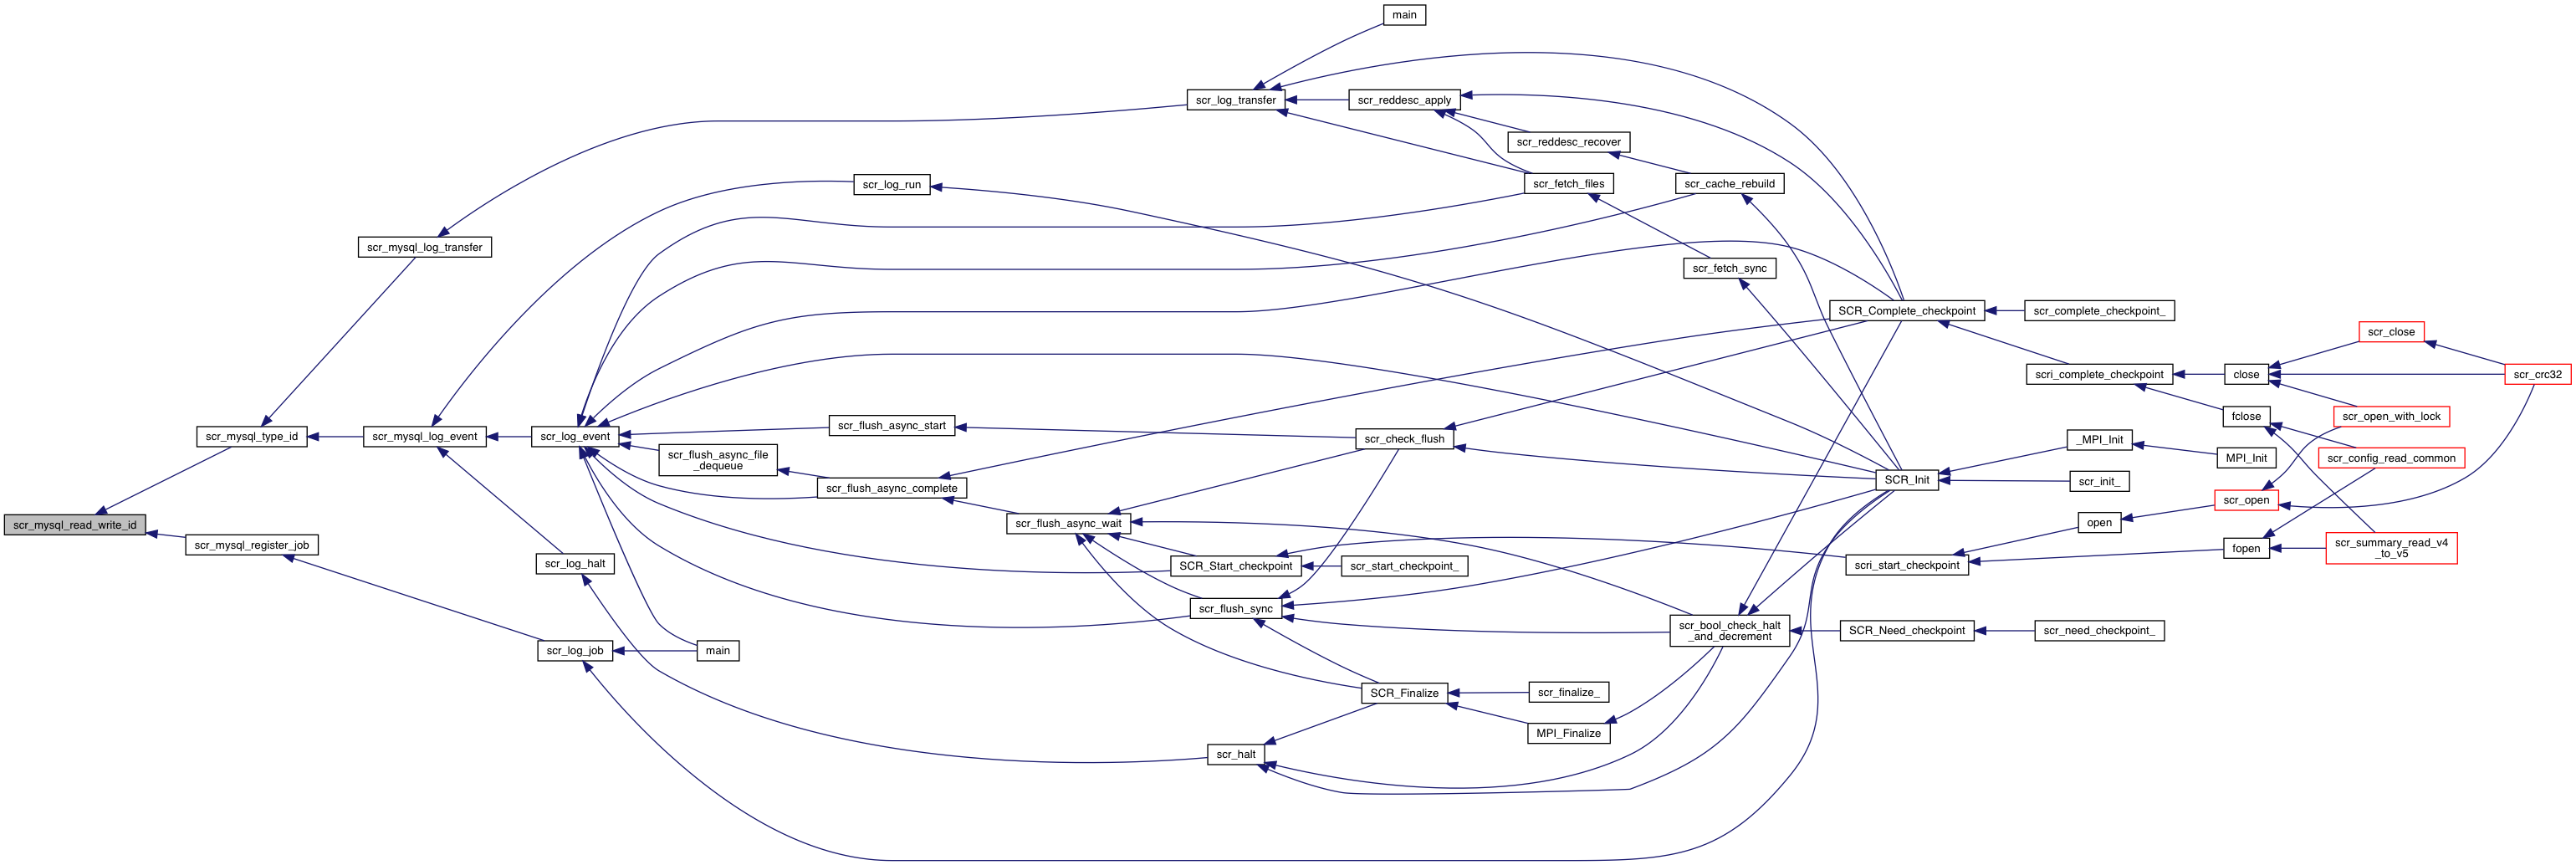 main
scr_log_transfer
scr_reddesc_apply
scr_reddesc_recover
scr_log_run
scr_fetch_files
scr_cache_rebuild
scr_mysql_log_transfer
scr_fetch_sync
SCR_Complete_checkpoint
scr_complete_checkpoint_
scr_close
scri_complete_checkpoint
close
scr_crc32
fclose
scr_open_with_lock
scr_mysql_type_id
scr_mysql_log_event
scr_log_event
scr_flush_async_start
scr_check_flush
_MPI_Init
MPI_Init
scr_config_read_common
scr_flush_async_file
_dequeue
scr_flush_async_complete
SCR_Init
scr_init_
scr_open
scr_mysql_read_write_id
scr_flush_async_wait
open
scr_mysql_register_job
fopen
scr_summary_read_v4
_to_v5
scr_log_halt
SCR_Start_checkpoint
scr_start_checkpoint_
scri_start_checkpoint
scr_flush_sync
scr_bool_check_halt
_and_decrement
SCR_Need_checkpoint
scr_need_checkpoint_
scr_log_job
main
SCR_Finalize
scr_finalize_
MPI_Finalize
scr_halt